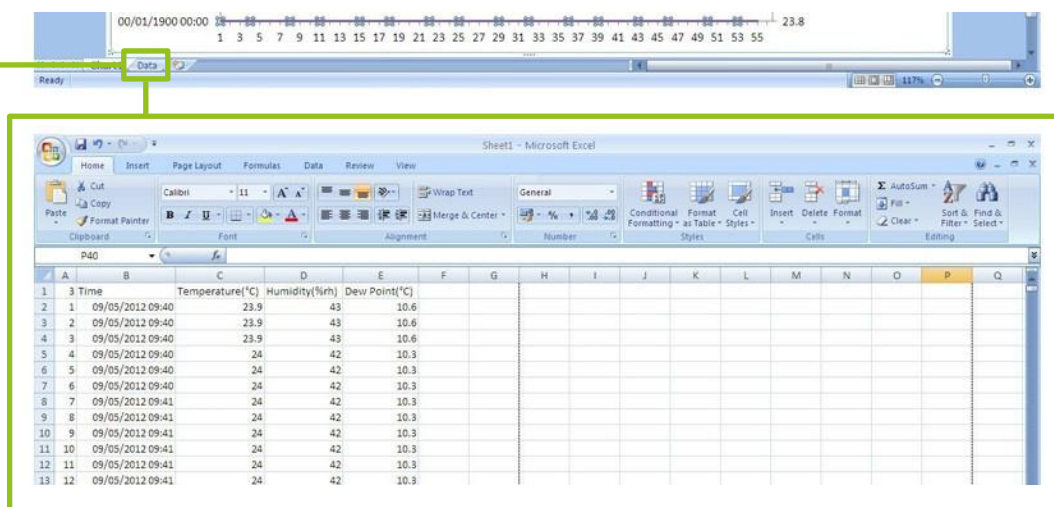 00/01/1900 00:00
23.8
1 3 5 7 9 11 13 15 17 19 21 23 25 27 29 31 33 35 37 39 41 43 45 47 49 51 53 55
Data
Ready 117%
Sheet1 - Microsoft Excel
Home Insert Page Layout Formulas Data Review View
Paste
Cut
Copy
Format Painter
Clipboard
Calibri 11
B I U
Font
Wrap Text
Merge & Center
Alignment
General
Number
Conditional Formatting
Format as Table
Cell Styles
Styles
Insert Delete Format
Cells
Σ AutoSum
Fill
Clear
Sort & Filter
Find & Select
Editing
P40 fx
A B C D E F G H I J K L M N O P Q
1 3 Time Temperature(°C) Humidity(%rh) Dew Point(°C)
2 1 09/05/2012 09:40 23.9 43 10.6
3 2 09/05/2012 09:40 23.9 43 10.6
4 3 09/05/2012 09:40 23.9 43 10.6
5 4 09/05/2012 09:40 24 42 10.3
6 5 09/05/2012 09:40 24 42 10.3
7 6 09/05/2012 09:40 24 42 10.3
8 7 09/05/2012 09:41 24 42 10.3
9 8 09/05/2012 09:41 24 42 10.3
10 9 09/05/2012 09:41 24 42 10.3
11 10 09/05/2012 09:41 24 42 10.3
12 11 09/05/2012 09:41 24 42 10.3
13 12 09/05/2012 09:41 24 42 10.3